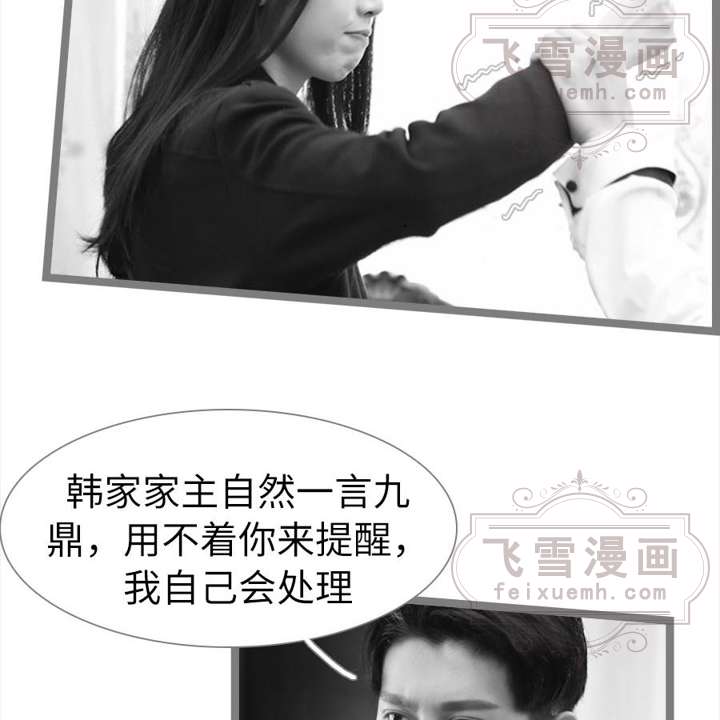 飞雪漫画
feixuemh.com
韩家家主自然一言九
鼎，用不着你来提醒，
我自己会处理
飞雪漫画
feixuemh.com